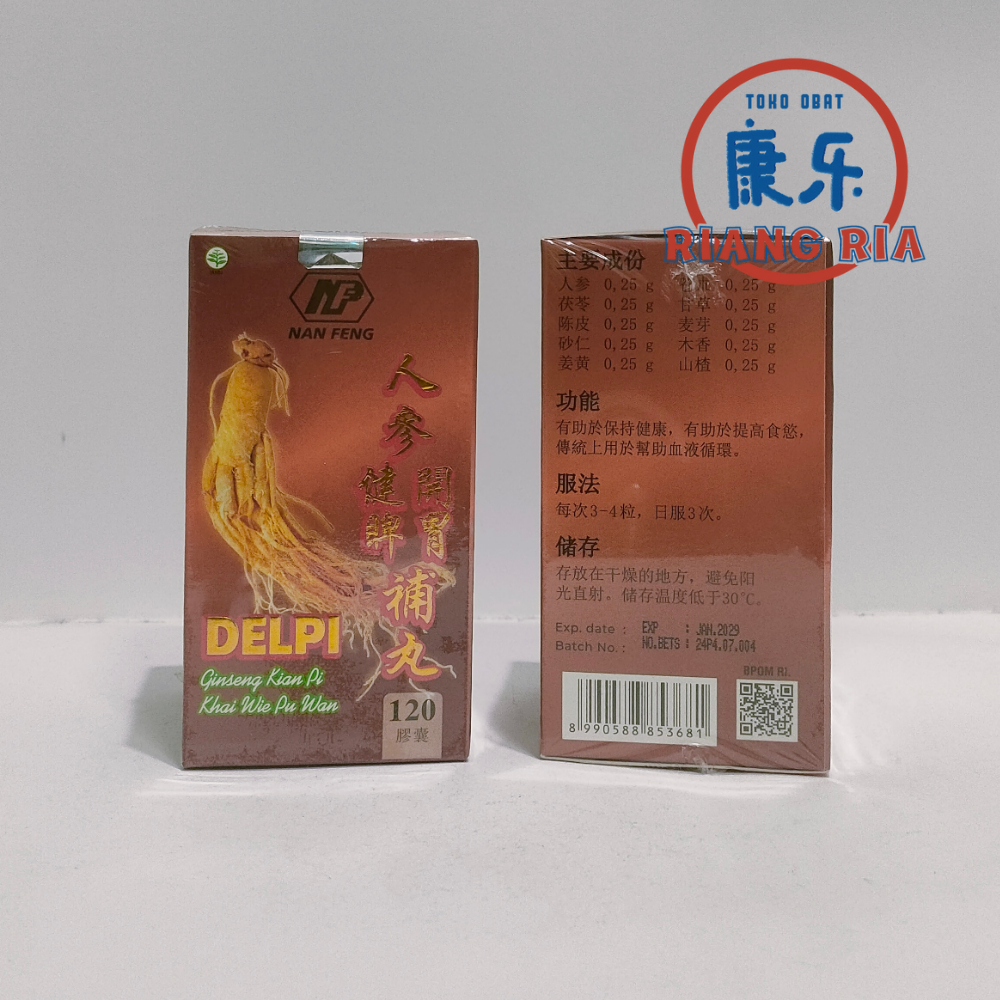 TOKO OBAT
康乐
RIANG RIA
NF
NAN FENG
人參
開胃
健脾
補丸
DELPI
Ginseng Kian Pi
Khai Wie Pu Wan
120
膠囊
主要成份
人参 0,25 g 0,25 g
茯苓 0,25 g 甘草 0,25 g
陈皮 0,25 g 麦芽 0,25 g
砂仁 0,25 g 木香 0,25 g
姜黄 0,25 g 山楂 0,25 g
功能
有助於保持健康，有助於提高食慾，
傳統上用於幫助血液循環。
服法
每次3-4粒，日服3次。
储存
存放在干燥的地方，避免阳
光直射。储存温度低于30℃。
Exp. date : EXP : JAN.2029
Batch No. : NO.BETS : 24P4.07.004
BPOM RI.
8 990588 853681